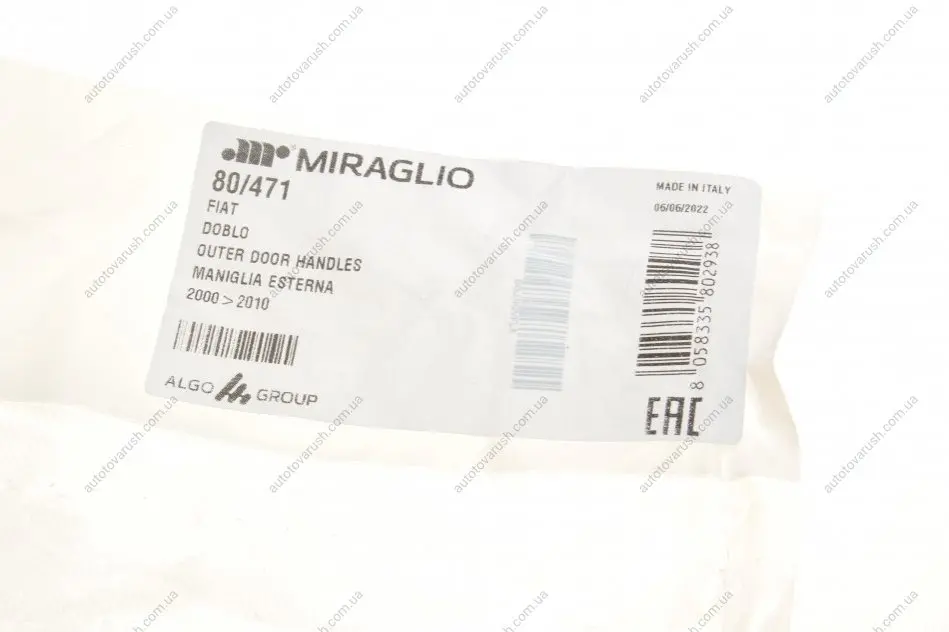 MIRAGLIO
80/471
FIAT
DOBLO
OUTER DOOR HANDLES
MANIGLIA ESTERNA
2000 > 2010
ALGO GROUP
MADE IN ITALY
06/06/2022
8 058335 802938
EAC
autotovarush.com.ua